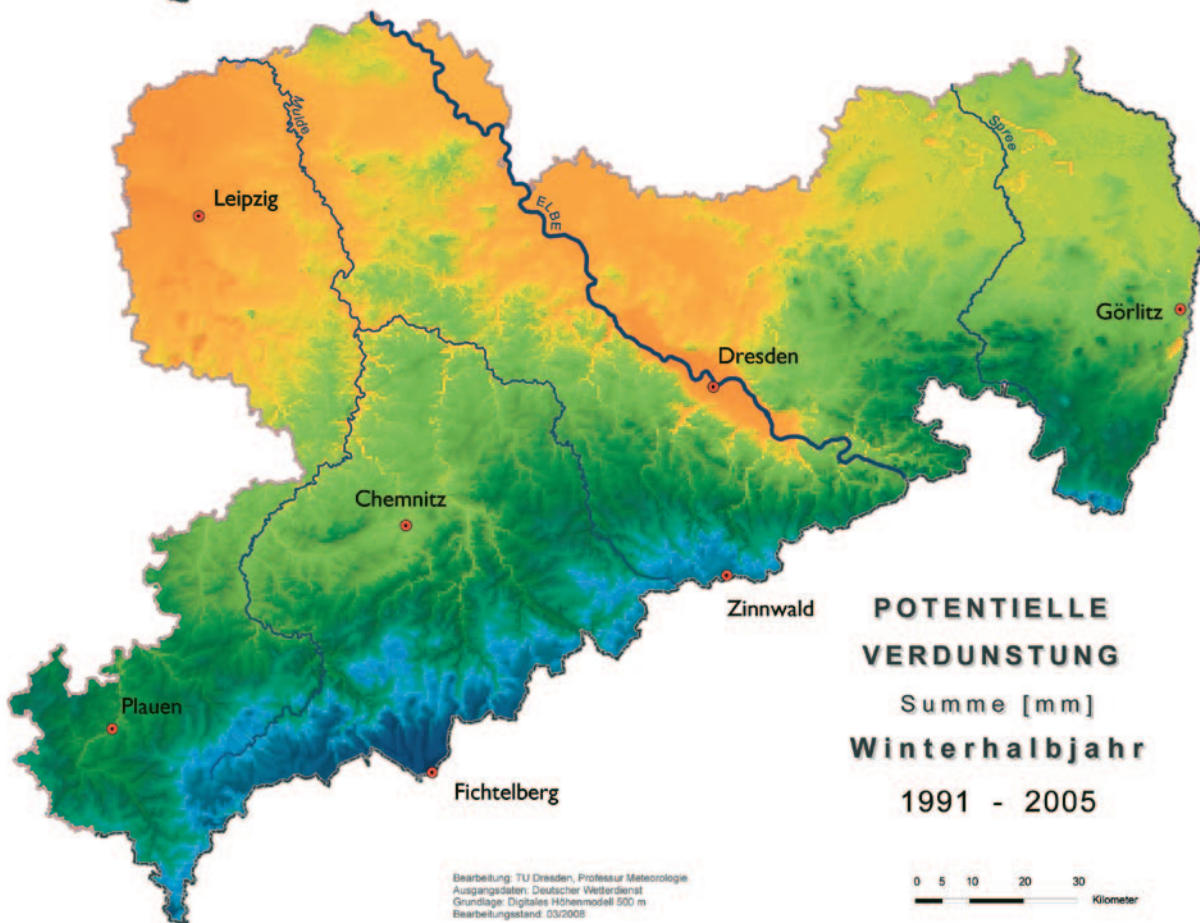 Mulde
Spree
ELBE
Leipzig
Görlitz
Dresden
Chemnitz
Zinnwald
Plauen
Fichtelberg
POTENTIELLE
VERDUNSTUNG
Summe [mm]
Winterhalbjahr
1991 - 2005
Bearbeitung: TU Dresden, Professur Meteorologie
Ausgangsdaten: Deutscher Wetterdienst
Grundlage: Digitales Höhenmodell 500 m
Bearbeitungsstand: 03/2008
0 5 10 20 30
Kilometer